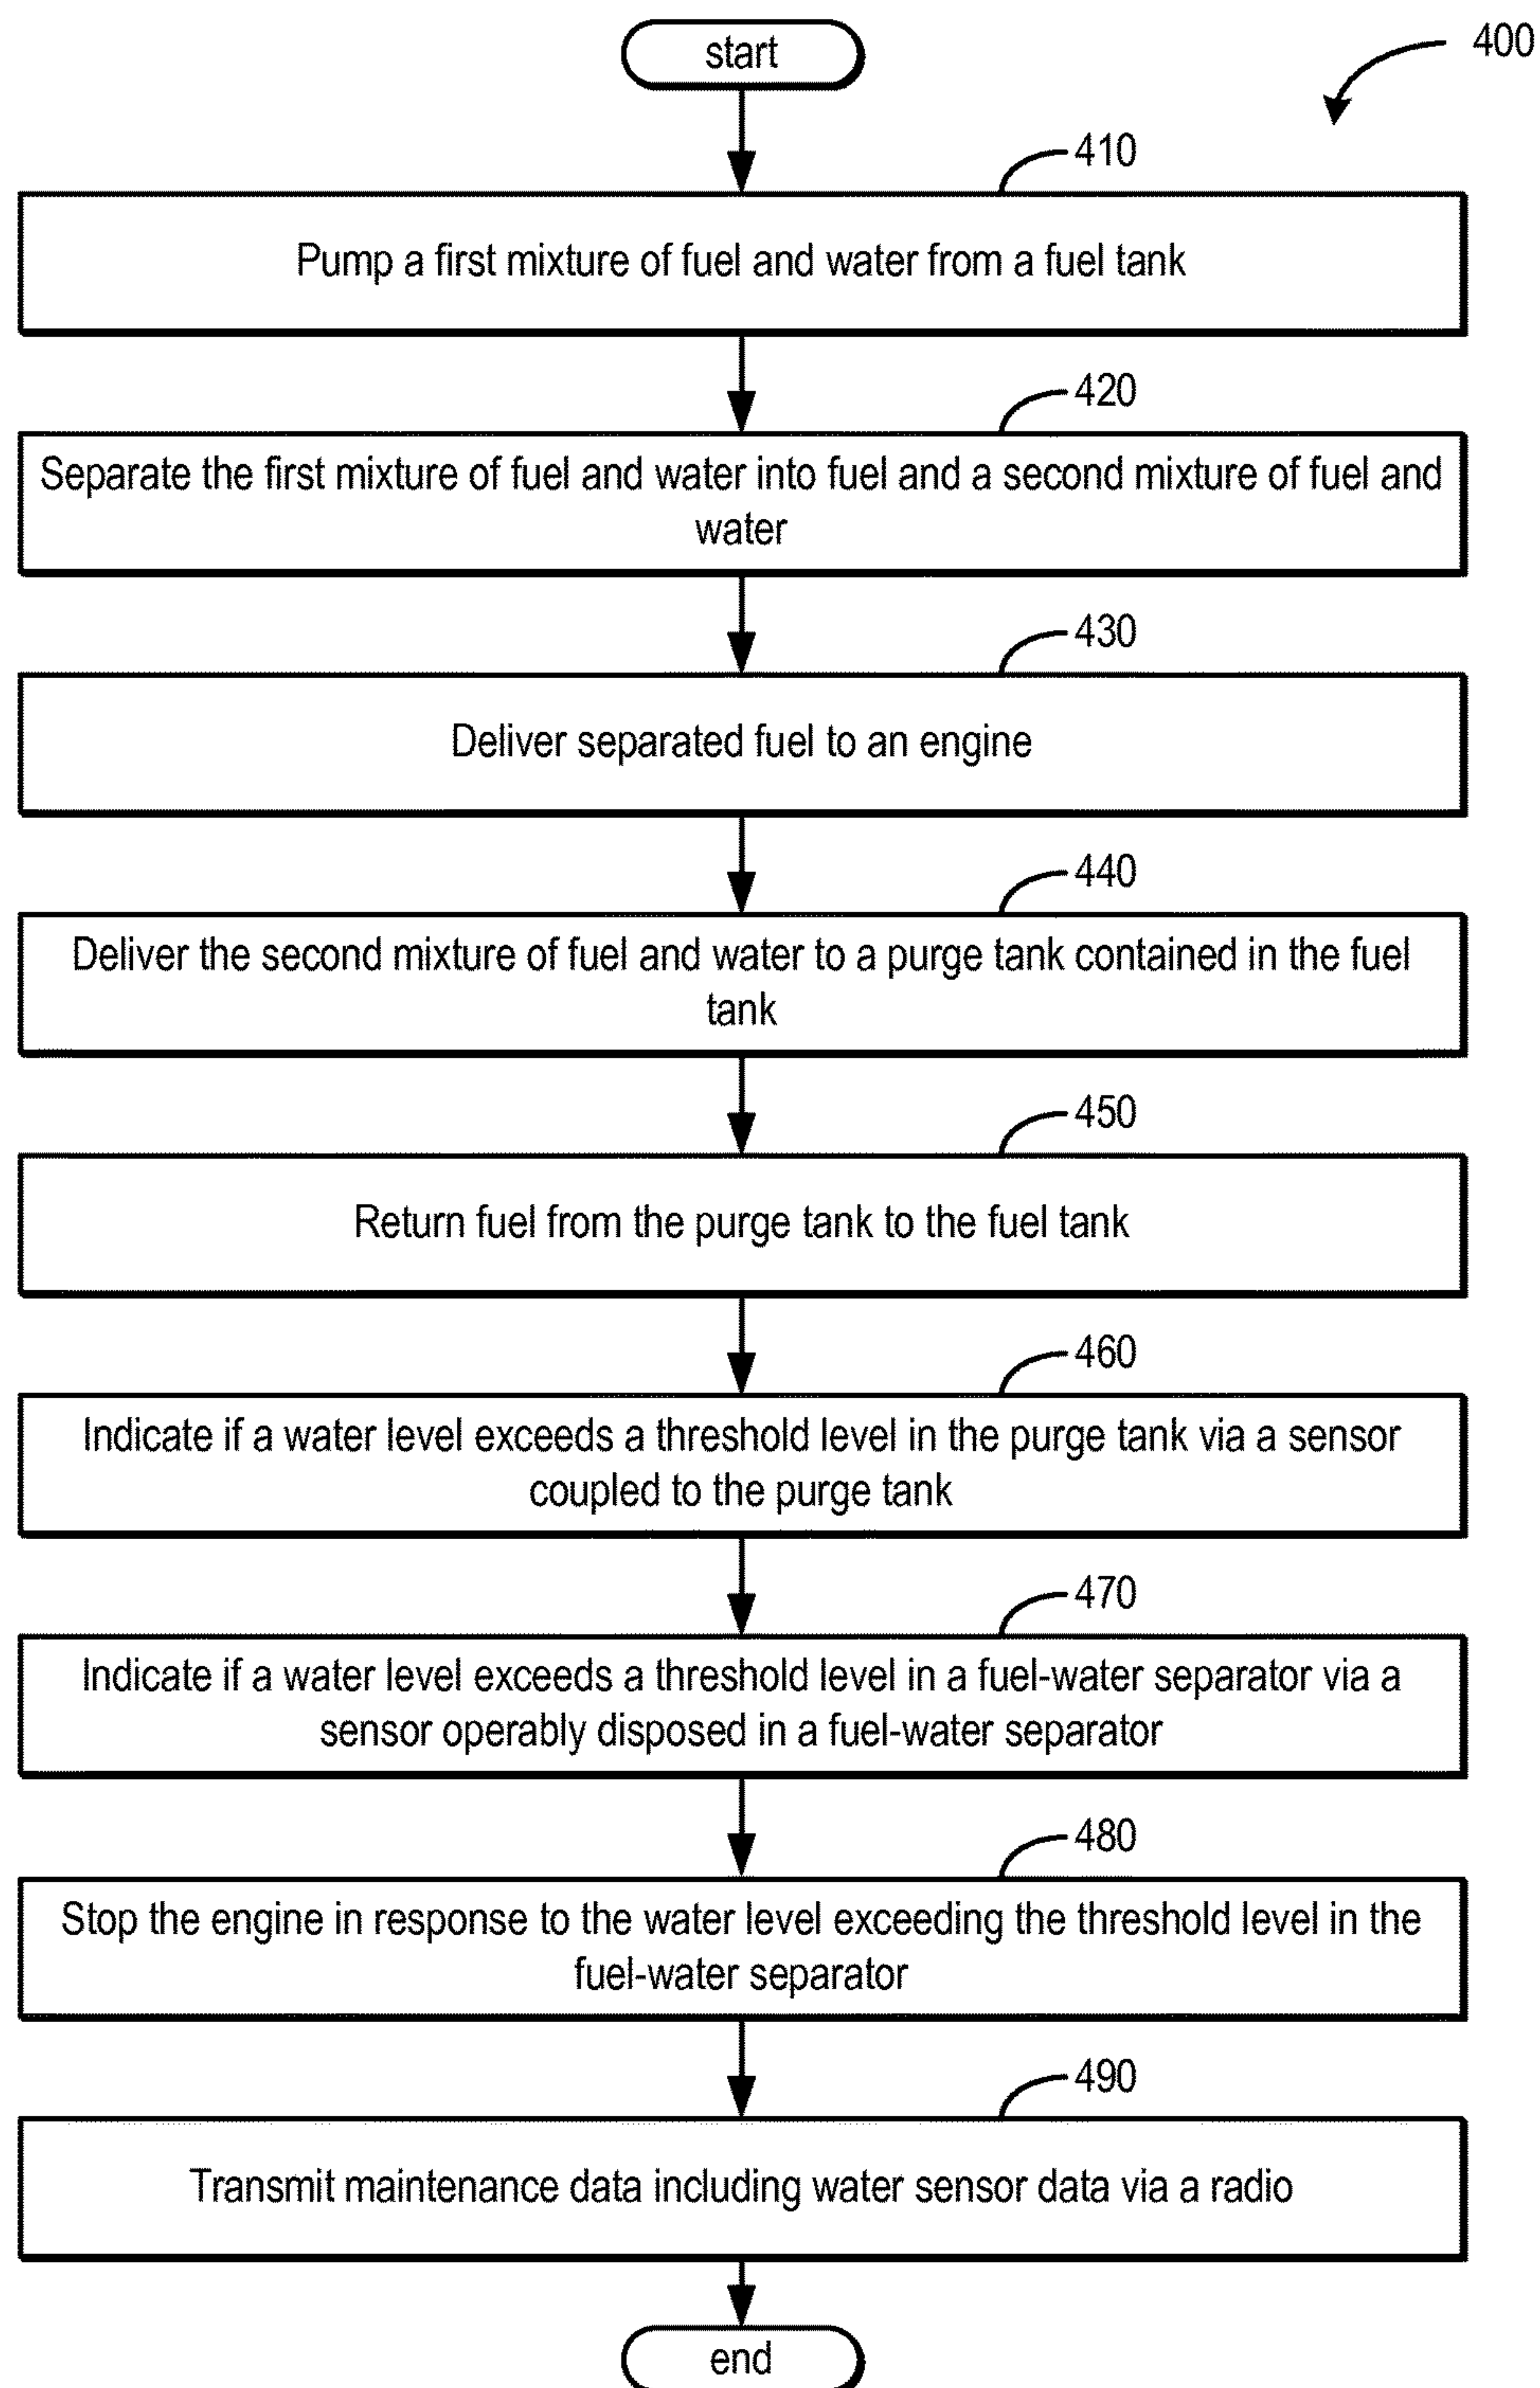 start
400
410
Pump a first mixture of fuel and water from a fuel tank
420
Separate the first mixture of fuel and water into fuel and a second mixture of fuel and
water
430
Deliver separated fuel to an engine
440
Deliver the second mixture of fuel and water to a purge tank contained in the fuel
tank
450
Return fuel from the purge tank to the fuel tank
460
Indicate if a water level exceeds a threshold level in the purge tank via a sensor
coupled to the purge tank
470
Indicate if a water level exceeds a threshold level in a fuel-water separator via a
sensor operably disposed in a fuel-water separator
480
Stop the engine in response to the water level exceeding the threshold level in the
fuel-water separator
490
Transmit maintenance data including water sensor data via a radio
end